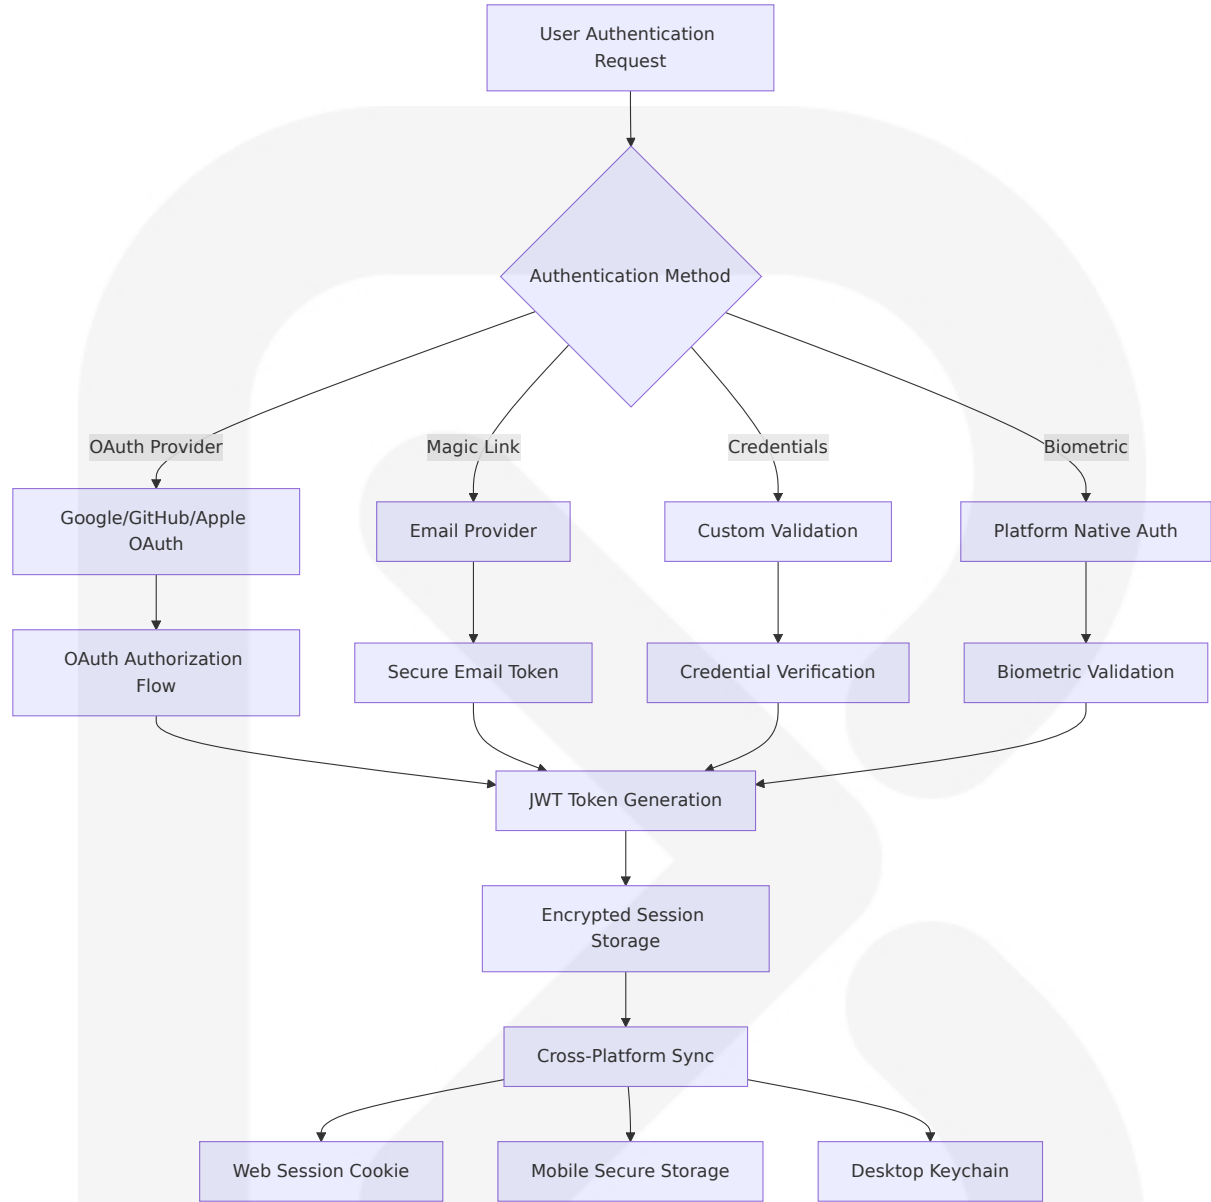 User Authentication
Request
Authentication Method
OAuth Provider
Magic Link
Credentials
Biometric
Google/GitHub/Apple
OAuth
Email Provider
Custom Validation
Platform Native Auth
OAuth Authorization
Flow
Secure Email Token
Credential Verification
Biometric Validation
JWT Token Generation
Encrypted Session
Storage
Cross-Platform Sync
Web Session Cookie
Mobile Secure Storage
Desktop Keychain